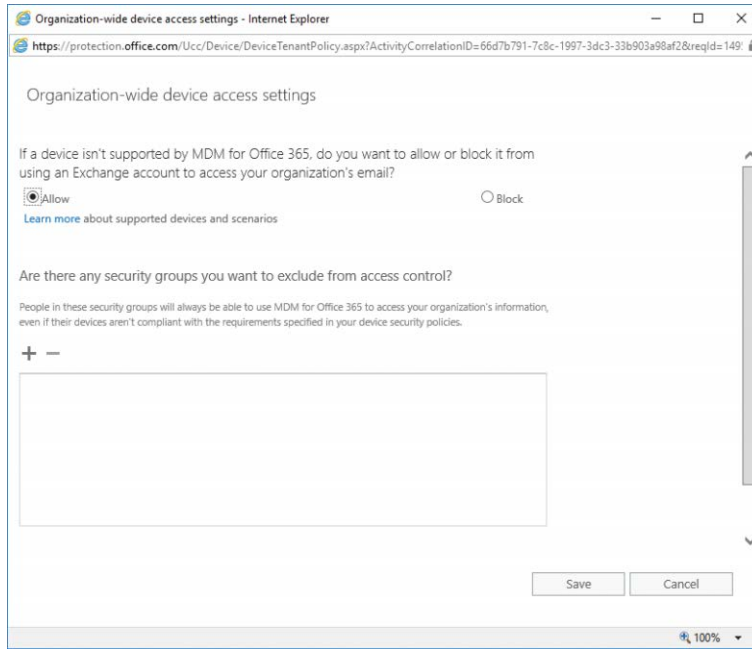 Organization-wide device access settings - Internet Explorer
https://protection.office.com/Ucc/Device/DeviceTenantPolicy.aspx?ActivityCorrelationID=66d7b791-7c8c-1997-3dc3-33b903a98af2&reqId=149
Organization-wide device access settings
If a device isn't supported by MDM for Office 365, do you want to allow or block it from
using an Exchange account to access your organization's email?
Allow Block
Learn more about supported devices and scenarios
Are there any security groups you want to exclude from access control?
People in these security groups will always be able to use MDM for Office 365 to access your organization's information,
even if their devices aren't compliant with the requirements specified in your device security policies.
Save Cancel
100%